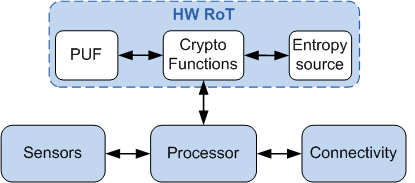 HW RoT
PUF
Crypto
Functions
Entropy
source
Sensors
Processor
Connectivity